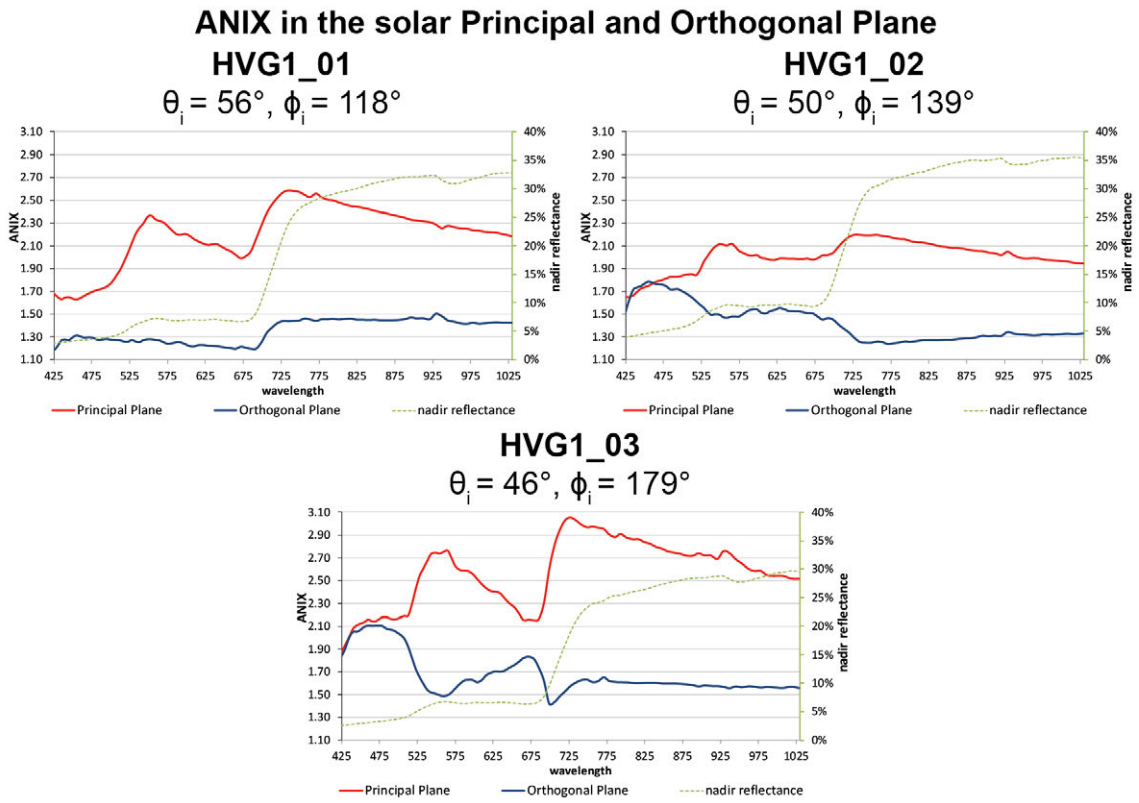 ANIX in the solar Principal and Orthogonal Plane
HVG1_01
θi = 56°, ϕi = 118°
3.10
2.90
2.70
2.50
2.30
2.10
1.90
1.70
1.50
1.30
1.10
ANIX
40%
35%
30%
25%
20%
15%
10%
5%
0%
nadir reflectance
425 475 525 575 625 675 725 775 825 875 925 975 1025
wavelength
Principal Plane Orthogonal Plane nadir reflectance
HVG1_02
θi = 50°, ϕi = 139°
3.10
2.90
2.70
2.50
2.30
2.10
1.90
1.70
1.50
1.30
1.10
ANIX
40%
35%
30%
25%
20%
15%
10%
5%
0%
nadir reflectance
425 475 525 575 625 675 725 775 825 875 925 975 1025
wavelength
Principal Plane Orthogonal Plane nadir reflectance
HVG1_03
θi = 46°, ϕi = 179°
3.10
2.90
2.70
2.50
2.30
2.10
1.90
1.70
1.50
1.30
1.10
ANIX
40%
35%
30%
25%
20%
15%
10%
5%
0%
nadir reflectance
425 475 525 575 625 675 725 775 825 875 925 975 1025
wavelength
Principal Plane Orthogonal Plane nadir reflectance